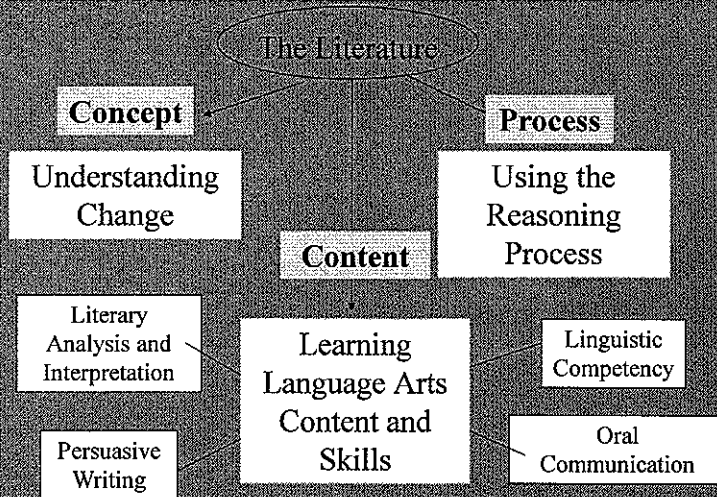 The Literature
Concept
Process
Understanding
Change
Using the
Reasoning
Process
Content
Literary
Analysis and
Interpretation
Learning
Language Arts
Content and
Skills
Linguistic
Competency
Persuasive
Writing
Oral
Communication